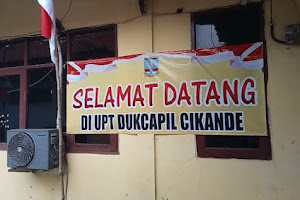 SELAMAT DATANG
DI UPT DUKCAPIL CIKANDE